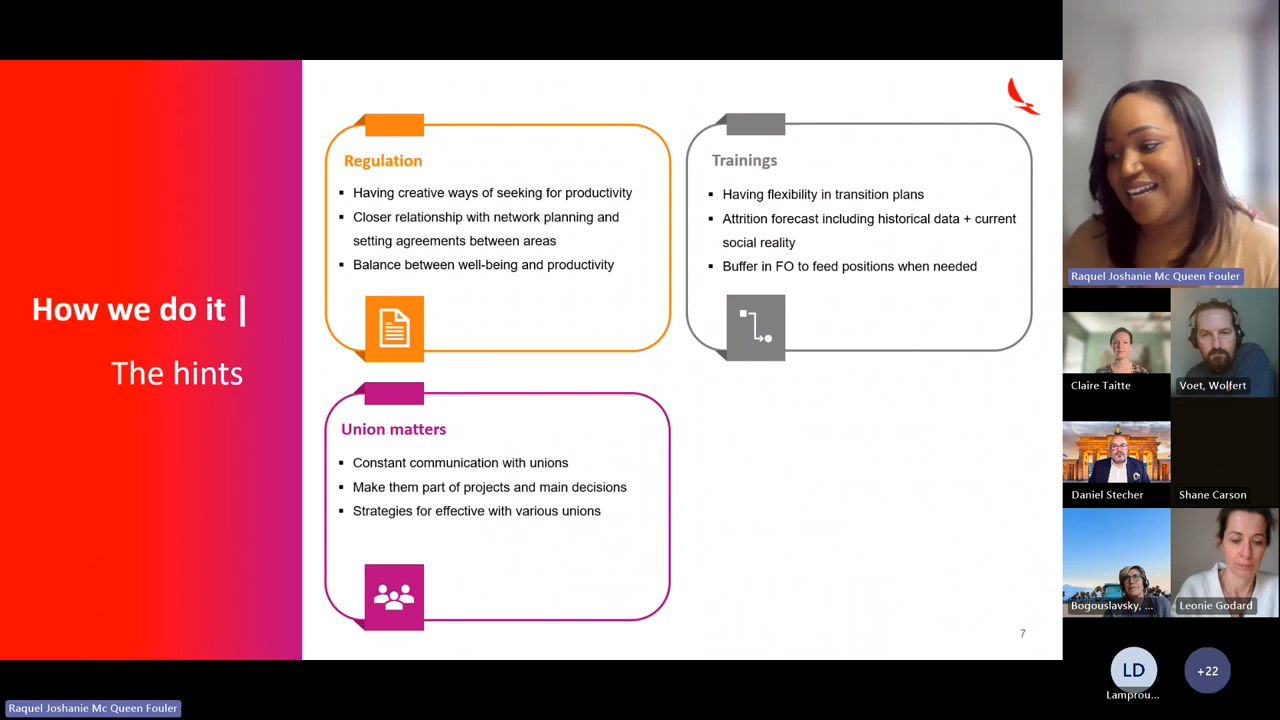 How we do it |
The hints
Regulation
▪ Having creative ways of seeking for productivity
▪ Closer relationship with network planning and
setting agreements between areas
▪ Balance between well-being and productivity
Trainings
▪ Having flexibility in transition plans
▪ Attrition forecast including historical data + current
social reality
▪ Buffer in FO to feed positions when needed
Union matters
▪ Constant communication with unions
▪ Make them part of projects and main decisions
▪ Strategies for effective with various unions
7
Raquel Joshanie Mc Queen Fouler
Claire Taitte
Voet, Wolfert
Daniel Stecher
Shane Carson
Bogouslavsky, ...
Leonie Godard
LD
+22
Lamprou...
Raquel Joshanie Mc Queen Fouler